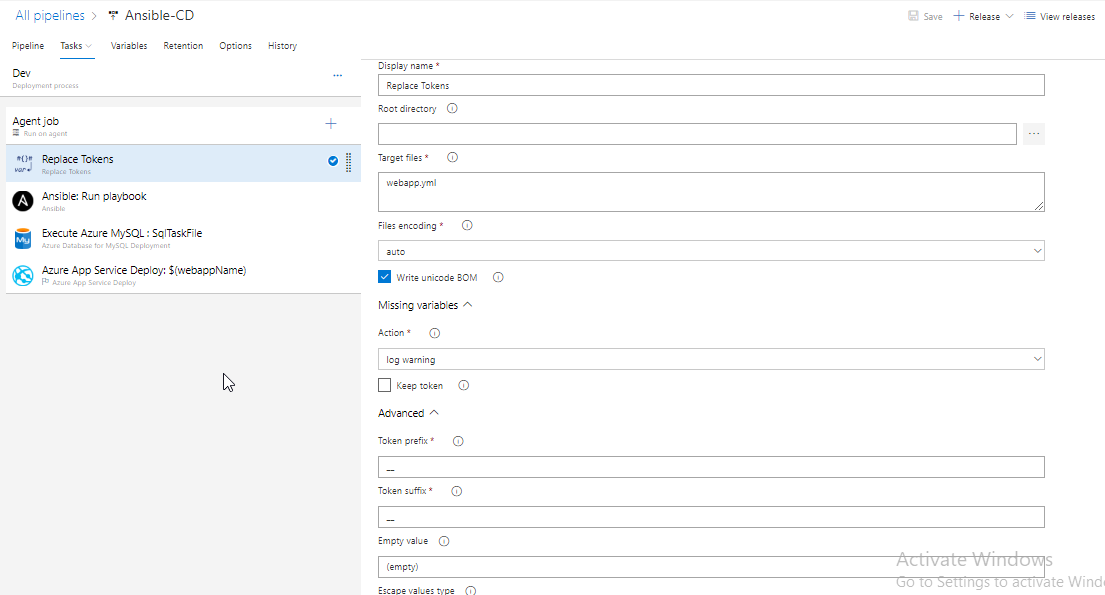 All pipelines > Ansible-CD
Save + Release View releases
Pipeline Tasks Variables Retention Options History
Dev
Deployment process
...
Agent job
Run on agent
+
Replace Tokens
Replace Tokens
Ansible: Run playbook
Ansible
Execute Azure MySQL : SqlTaskFile
Azure Database for MySQL Deployment
Azure App Service Deploy: $(webappName)
Azure App Service Deploy
Display name *
Replace Tokens
Root directory
...
Target files *
webapp.yml
Files encoding *
auto
Write unicode BOM
Missing variables
Action *
log warning
Keep token
Advanced
Token prefix *
__
Token suffix *
__
Empty value
(empty)
Escape values type
Activate Windows
Go to Settings to activate Wind